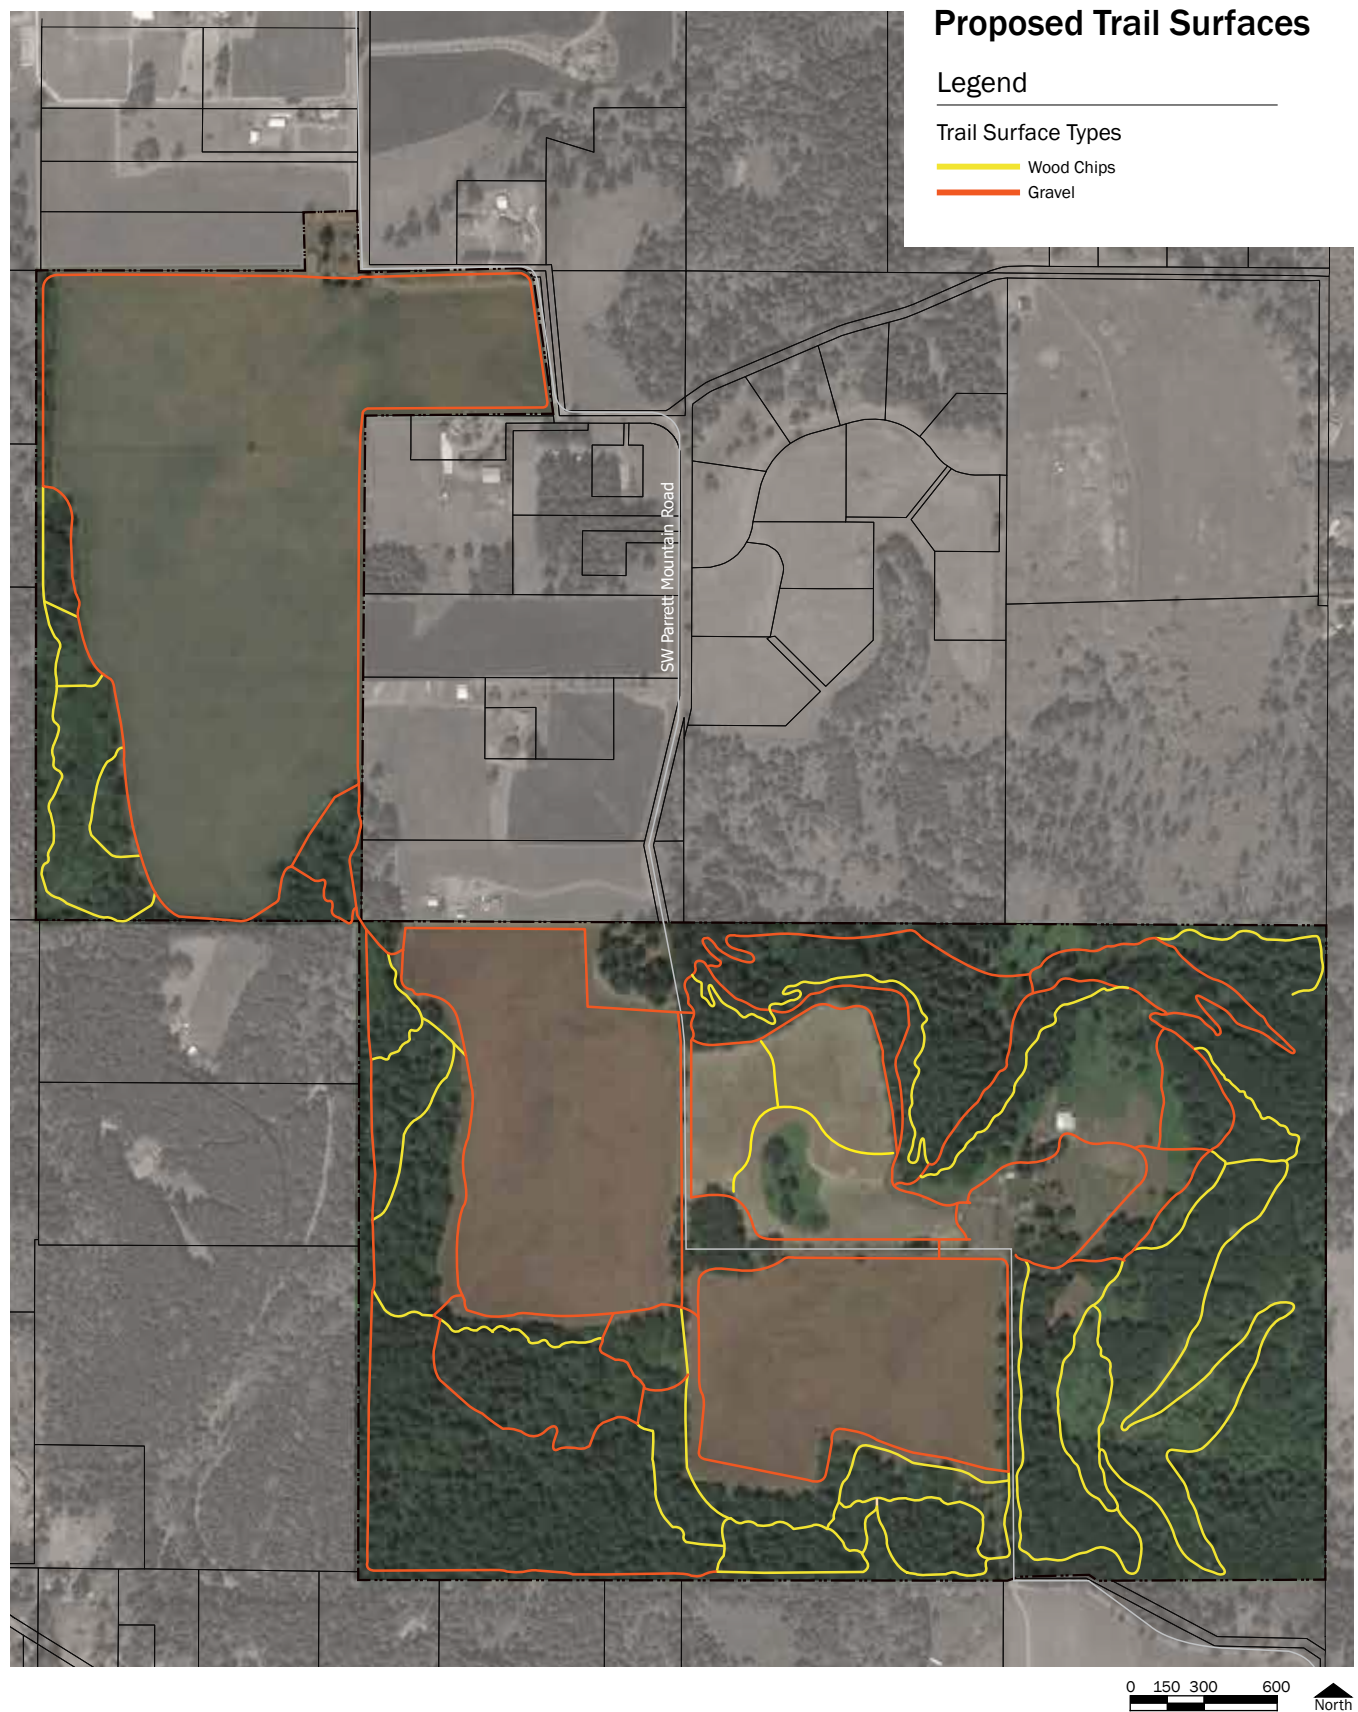 Proposed Trail Surfaces
Legend
Trail Surface Types
Wood Chips
Gravel
SW Parrett Mountain Road
0 150 300 600
North